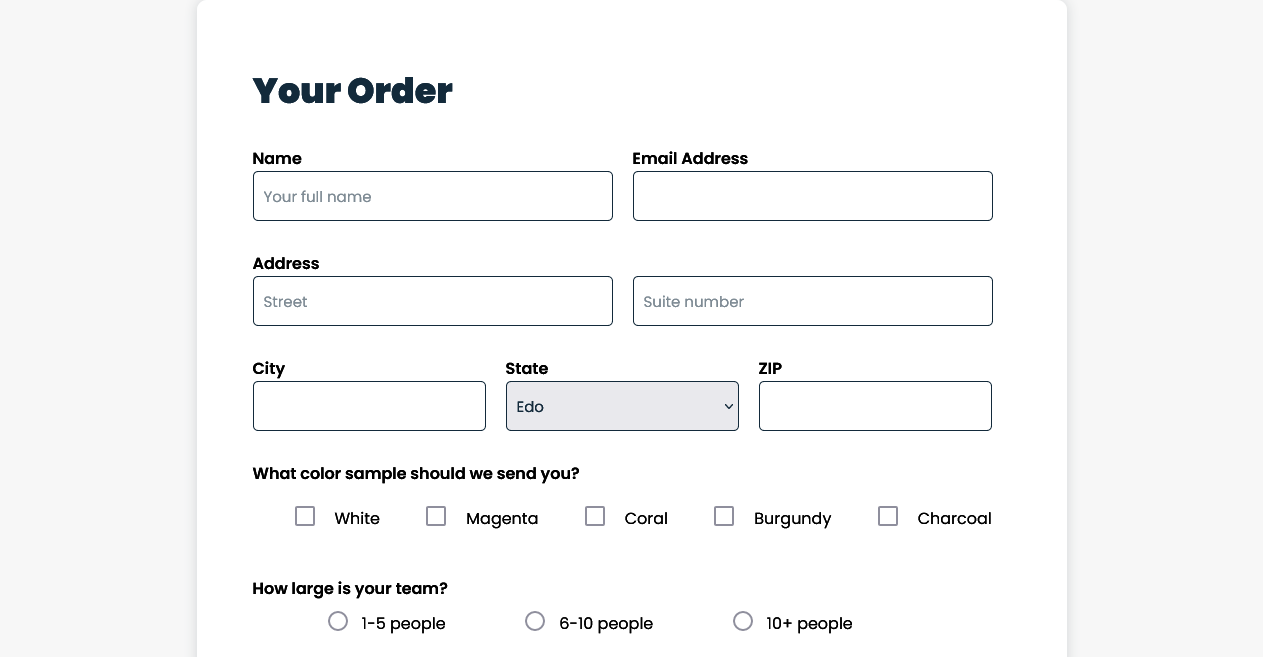 Your Order
Name Email Address
Your full name
Address
Street Suite number
City State ZIP
Edo
What color sample should we send you?
White Magenta Coral Burgundy Charcoal
How large is your team?
1-5 people 6-10 people 10+ people